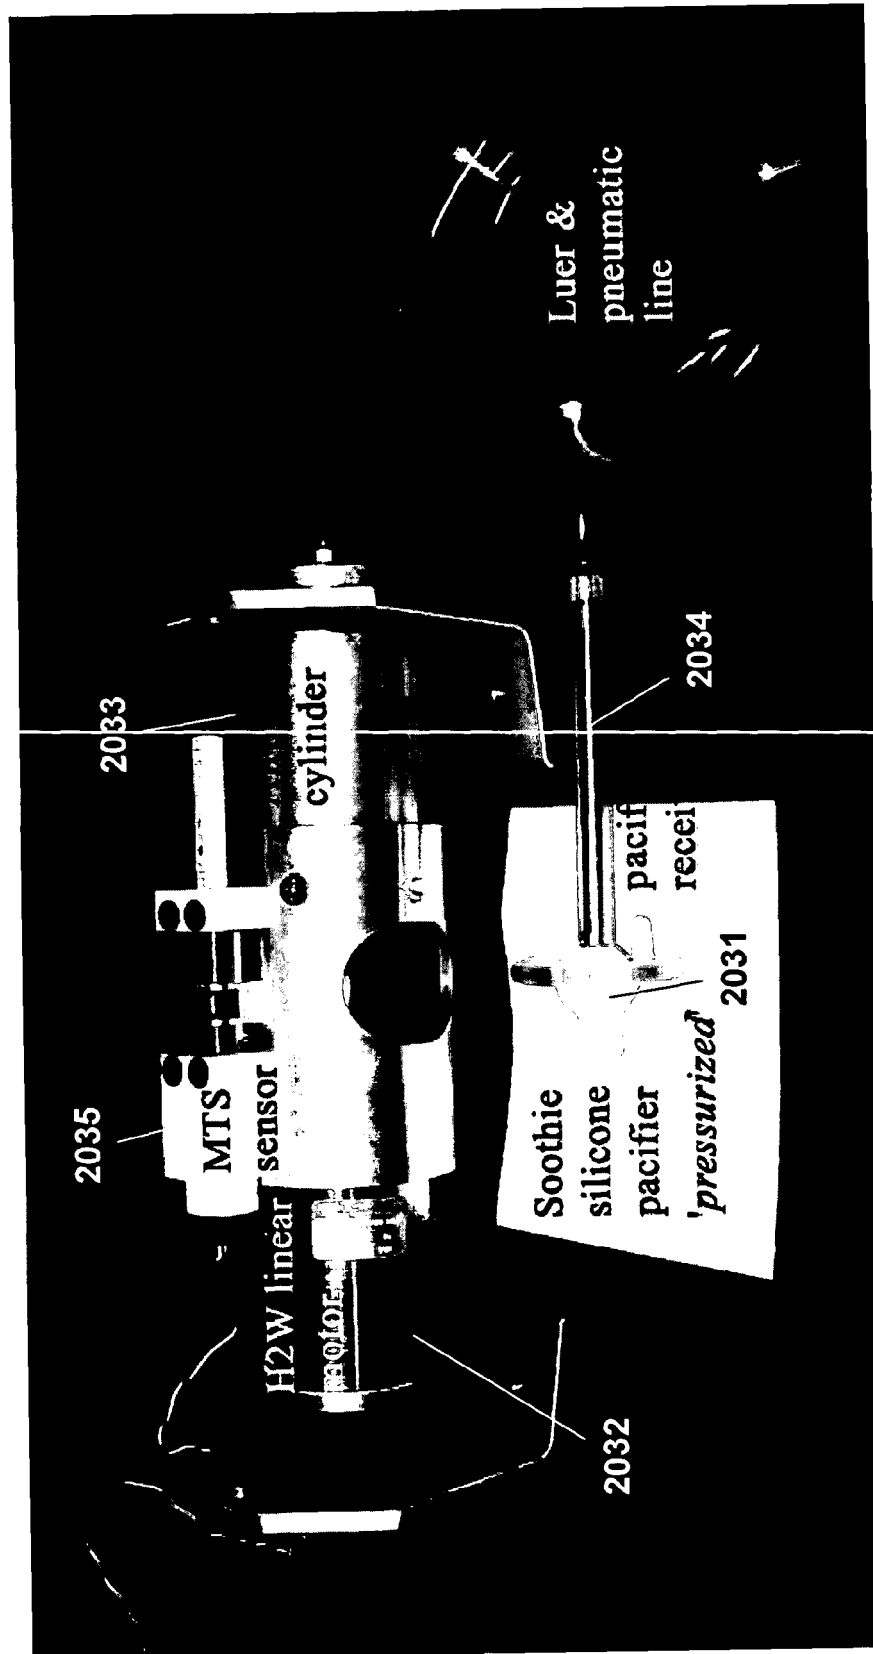 2035
2033
MTS
sensor
H2W linear
motor
cylinder
2032
Soothie
silicone
pacifier
'pressurized'
2031
pacif
recei
2034
Luer &
pneumatic
line